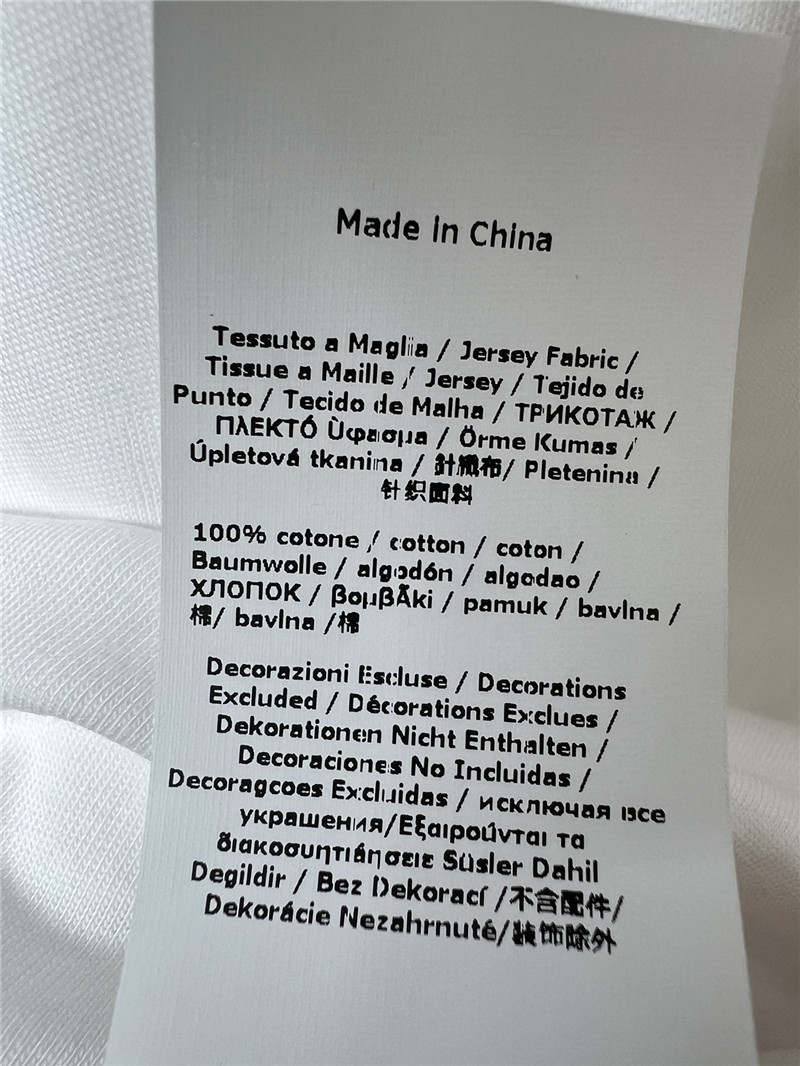 Made in China
Tessuto a Maglia / Jersey Fabric /
Tissue a Maille / Jersey / Tejido de
Punto / Tecido de Malha / ТРИКОТАЖ /
ΠλΕΚΤΌ Ùφασμα / Örme Kumas /
Úpletová tkanina / 針織布/ Pletenina /
针织面料
100% cotone / cotton / coton /
Baumwolle / algodón / algodao /
ХЛОПОК / βομβÃki / pamuk / bavlna /
棉/ bavlna /棉
Decorazioni Escluse / Decorations
Excluded / Décorations Exclues /
Dekorationen Nicht Enthalten /
Decoraciones No Incluidas /
Decoragcoes Excluidas / исключая все
украшения/Εξαιρούνται τα
διακοσυητιάησειε Süsler Dahil
Degildir / Bez Dekorací /不含配件/
Dekorácie Nezahrnuté/装饰除外